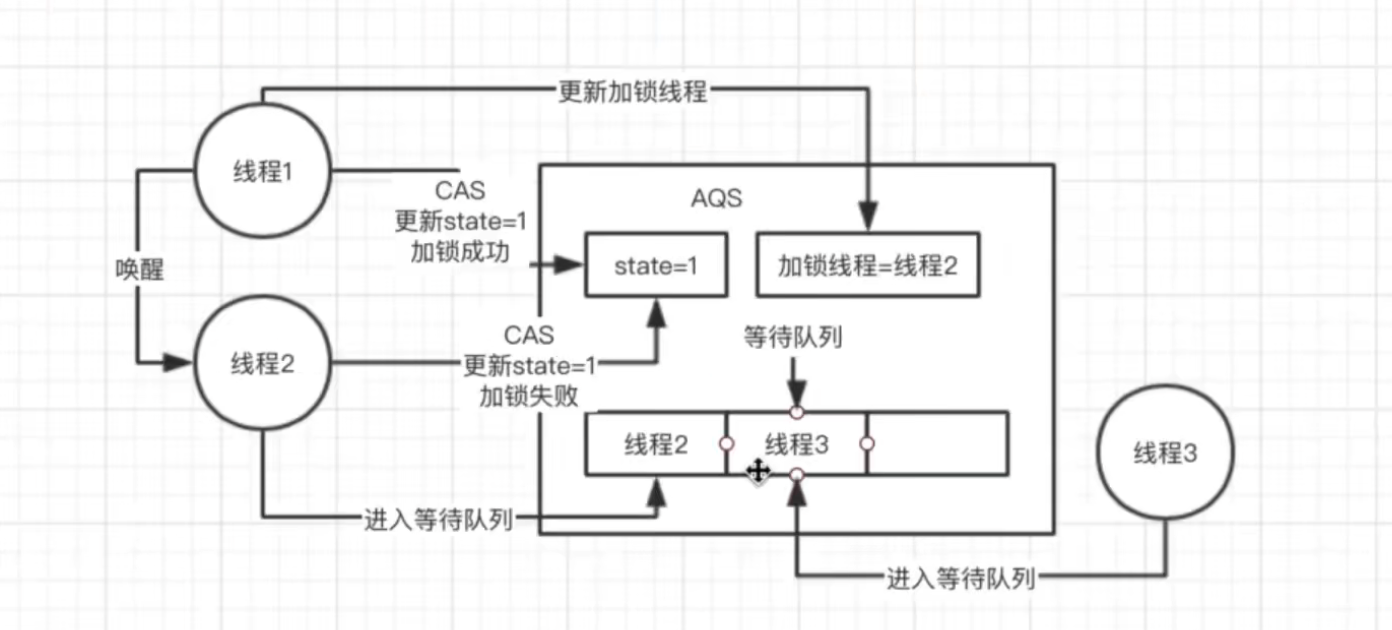 更新加锁线程
线程1
CAS
更新state=1
加锁成功
AQS
唤醒
state=1
加锁线程=线程2
线程2
CAS
更新state=1
加锁失败
等待队列
线程2
线程3
线程3
进入等待队列
进入等待队列